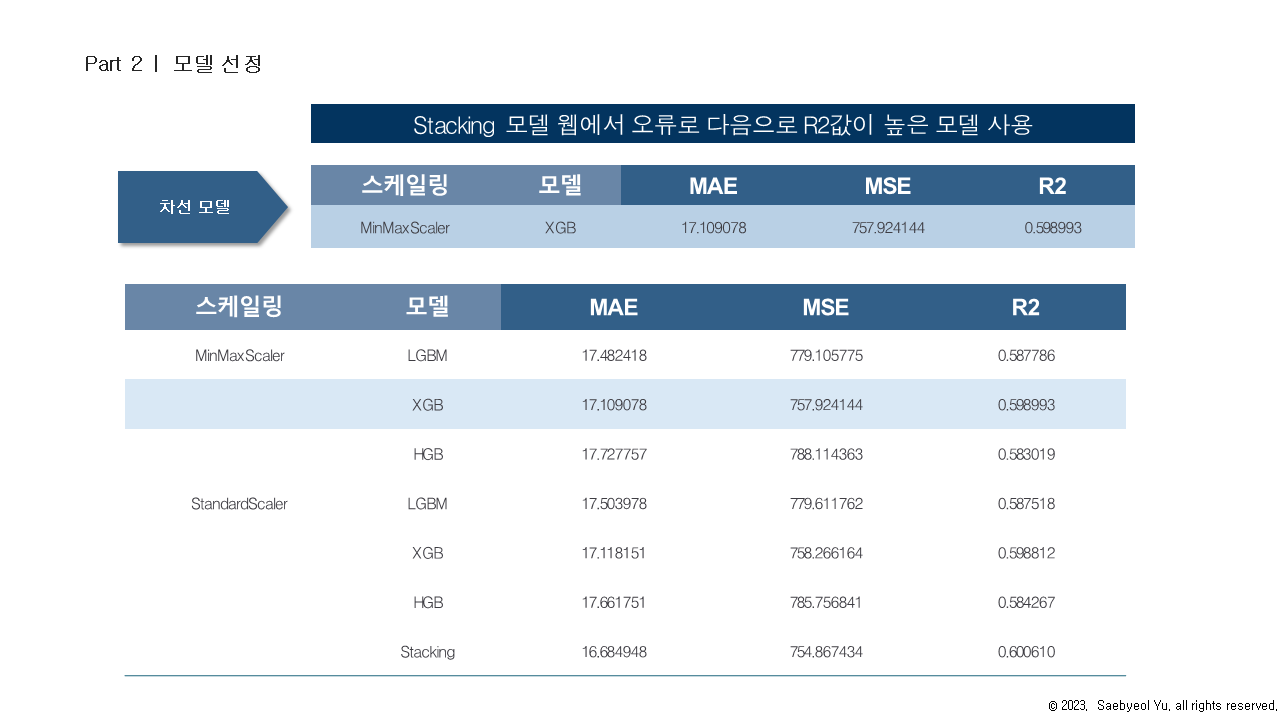 Part 2 | 모델 선정
Stacking 모델 웹에서 오류로 다음으로 R2값이 높은 모델 사용
차선 모델
스케일링 모델 MAE MSE R2
MinMaxScaler XGB 17.109078 757.924144 0.598993
스케일링 모델 MAE MSE R2
MinMaxScaler LGBM 17.482418 779.105775 0.587786
XGB 17.109078 757.924144 0.598993
HGB 17.727757 788.114363 0.583019
StandardScaler LGBM 17.503978 779.611762 0.587518
XGB 17.118151 758.266164 0.598812
HGB 17.661751 785.756841 0.584267
Stacking 16.684948 754.867434 0.600610
© 2023. Saebyeol Yu. all rights reserved.